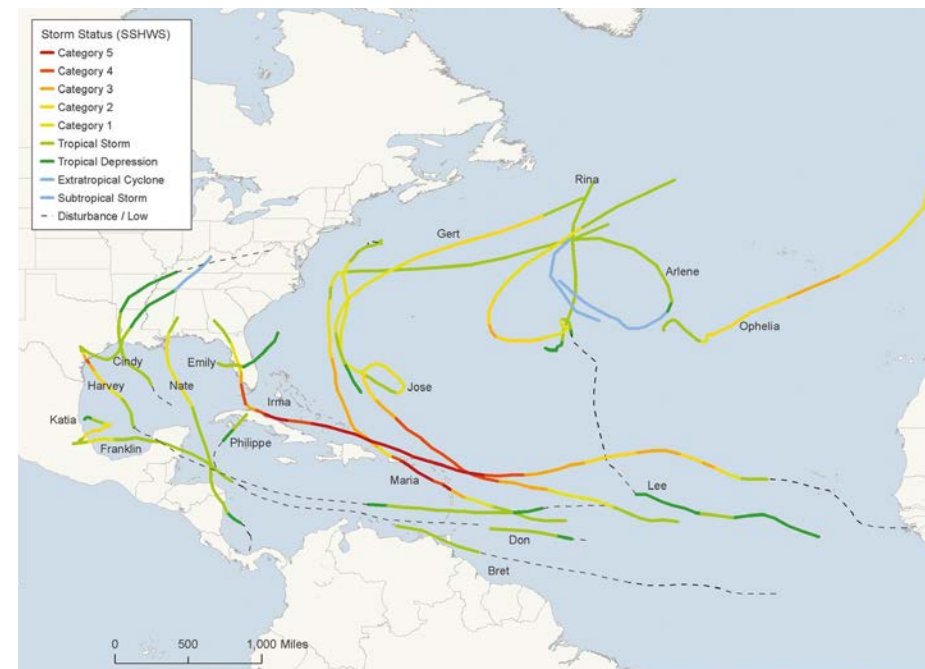 Storm Status (SSHWS)
Category 5
Category 4
Category 3
Category 2
Category 1
Tropical Storm
Tropical Depression
Extratropical Cyclone
Subtropical Storm
Disturbance / Low
Rina
Gert
Arlene
Ophelia
Cindy
Emily
Harvey
Nate
Jose
Irma
Katia
Philippe
Franklin
Maria
Lee
Don
Bret
0 500 1,000 Miles